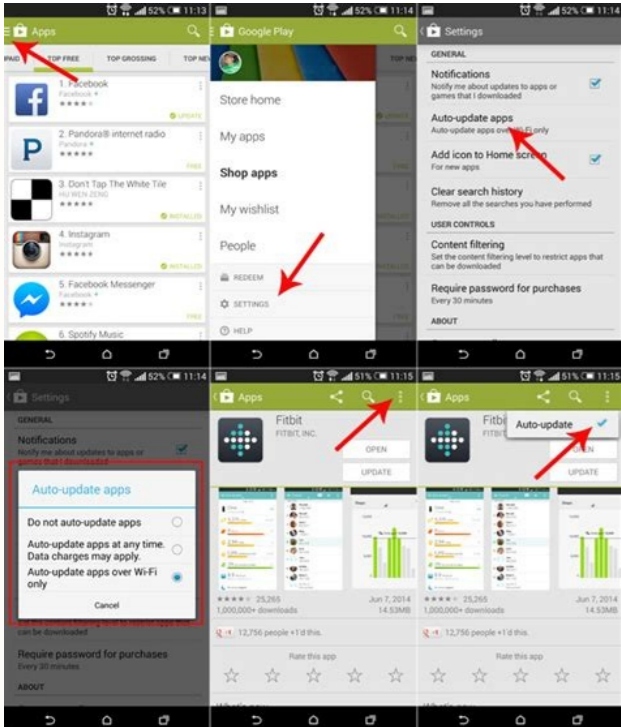 52% 11:13
Apps
PAID TOP FREE TOP GROSSING TOP NEW
1. Facebook
Facebook
UPDATE
2. Pandora® internet radio
Pandora
FREE
3. Don't Tap The White Tile
HU WEN ZENG
INSTALLED
4. Instagram
Instagram
INSTALLED
5. Facebook Messenger
Facebook
FREE
6. Spotify Music
52% 11:14
Google Play
Store home
My apps
Shop apps
My wishlist
People
REDEEM
SETTINGS
HELP
52% 11:14
Settings
GENERAL
Notifications
Notify me about updates to apps or
games that I downloaded
Auto-update apps
Auto-update apps over Wi-Fi only
Add icon to Home screen
For new apps
Clear search history
Remove all the searches you have performed
USER CONTROLS
Content filtering
Set the content filtering level to restrict apps that
can be downloaded
Require password for purchases
Every 30 minutes
ABOUT
52% 11:14
Settings
GENERAL
Notifications
Notify me about updates to apps or
games that I downloaded
Auto-update apps
Do not auto-update apps
Auto-update apps at any time.
Data charges may apply.
Auto-update apps over Wi-Fi
only
Cancel
can be downloaded
Require password for purchases
Every 30 minutes
ABOUT
51% 11:15
Apps
Fitbit
FITBIT, INC.
OPEN
UPDATE
25,265
Jun 7, 2014
1,000,000+ downloads
14.53MB
12,756 people +1'd this.
Rate this app
What's new
51% 11:15
Apps
Fitbi
FITBIT
Auto-update
OPEN
UPDATE
25,265
Jun 7, 2014
1,000,000+ downloads
14.53MB
12,756 people +1'd this.
Rate this app